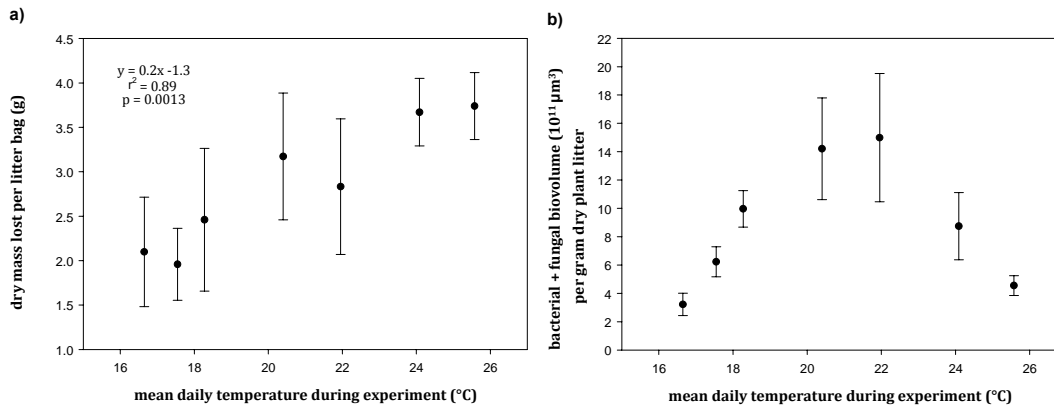 a)
b)
4.5
4.0
3.5
3.0
2.5
2.0
1.5
1.0
y = 0.2x -1.3
r² = 0.89
p = 0.0013
dry mass lost per litter bag (g)
16 18 20 22 24 26
mean daily temperature during experiment (°C)
22
20
18
16
14
12
10
8
6
4
2
0
bacterial + fungal biovolume (10¹¹ µm³)
per gram dry plant litter
16 18 20 22 24 26
mean daily temperature during experiment (°C)